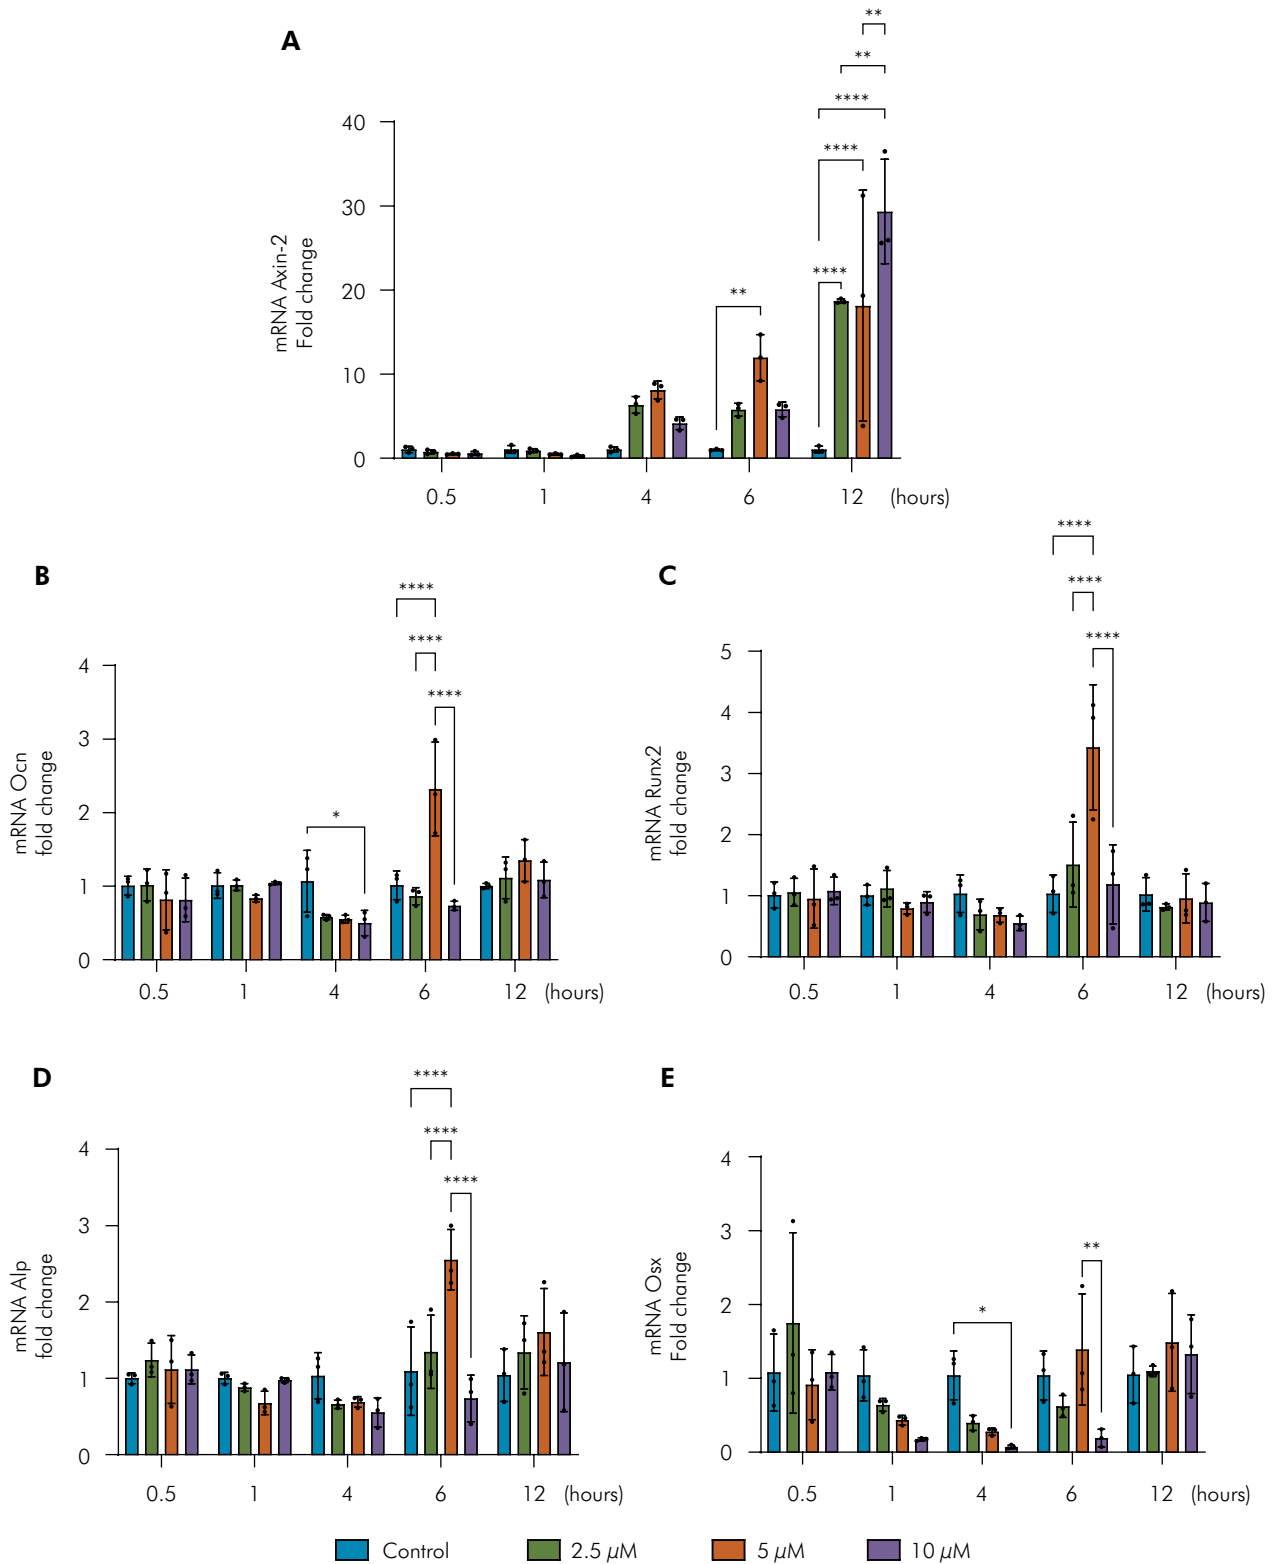 A
**
**
****
****
****
**
mRNA Axin-2
Fold change
40
30
20
10
0
0.5 1 4 6 12 (hours)
B
****
****
****
*
mRNA Ocn
fold change
4
3
2
1
0
0.5 1 4 6 12 (hours)
C
****
****
****
mRNA Runx2
fold change
5
4
3
2
1
0
0.5 1 4 6 12 (hours)
D
****
****
****
mRNA Alp
fold change
4
3
2
1
0
0.5 1 4 6 12 (hours)
E
**
*
mRNA Osx
Fold change
4
3
2
1
0
0.5 1 4 6 12 (hours)
Control 2.5 µM 5 µM 10 µM